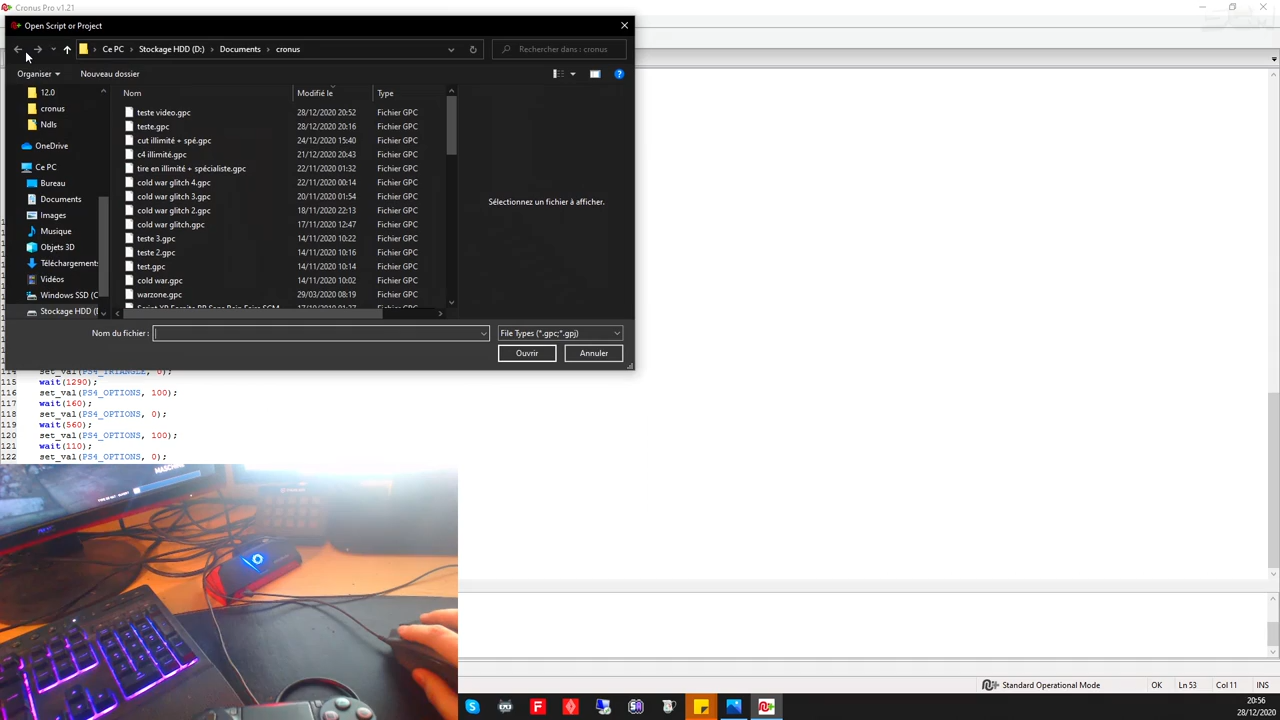 Cronus Pro v1.21
Open Script or Project
Ce PC > Stockage HDD (D:) > Documents > cronus
Rechercher dans : cronus
Organiser
Nouveau dossier
12.0
cronus
Ndls
OneDrive
Ce PC
Bureau
Documents
Images
Musique
Objets 3D
Téléchargements
Vidéos
Windows SSD (C
Stockage HDD (D
Nom Modifié le Type
teste video.gpc 28/12/2020 20:52 Fichier GPC
teste.gpc 28/12/2020 20:16 Fichier GPC
cut illimité + spé.gpc 24/12/2020 15:40 Fichier GPC
c4 illimité.gpc 21/12/2020 20:43 Fichier GPC
tire en illimité + spécialiste.gpc 22/11/2020 01:32 Fichier GPC
cold war glitch 4.gpc 22/11/2020 00:14 Fichier GPC
cold war glitch 3.gpc 20/11/2020 01:54 Fichier GPC
cold war glitch 2.gpc 18/11/2020 22:13 Fichier GPC
cold war glitch.gpc 17/11/2020 12:47 Fichier GPC
teste 3.gpc 14/11/2020 10:22 Fichier GPC
teste 2.gpc 14/11/2020 10:16 Fichier GPC
test.gpc 14/11/2020 10:14 Fichier GPC
cold war.gpc 14/11/2020 10:02 Fichier GPC
warzone.gpc 29/03/2020 08:19 Fichier GPC
Sélectionnez un fichier à afficher.
Nom du fichier :
File Types (*.gpc;*.gpj)
Ouvrir
Annuler
114 set_val(PS4_TRIANGLE, 0);
115 wait(1290);
116 set_val(PS4_OPTIONS, 100);
117 wait(160);
118 set_val(PS4_OPTIONS, 0);
119 wait(560);
120 set_val(PS4_OPTIONS, 100);
121 wait(110);
122 set_val(PS4_OPTIONS, 0);
Standard Operational Mode
OK
Ln 53
Col 11
INS
20:56
28/12/2020